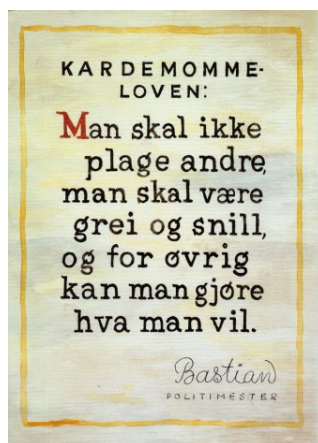 KARDEMOMME-
LOVEN:
Man skal ikke
plage andre,
man skal være
grei og snill,
og for øvrig
kan man gjøre
hva man vil.
Bastian
POLITIMESTER